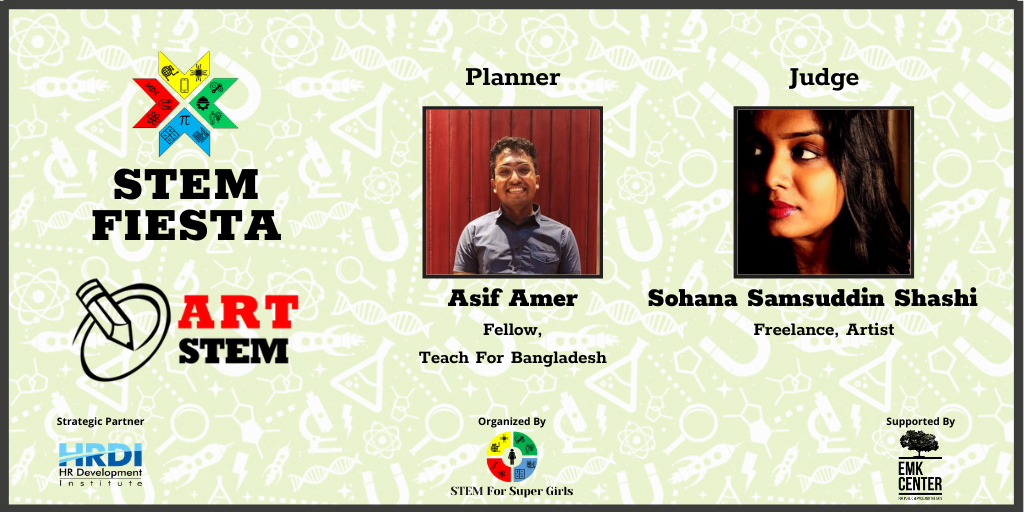 STEM
FIESTA
ART
STEM
Planner
Asif Amer
Fellow,
Teach For Bangladesh
Judge
Sohana Samsuddin Shashi
Freelance, Artist
Strategic Partner
HRDI
HR Development
Institute
Organized By
STEM For Super Girls
Supported By
EMK
CENTER
π